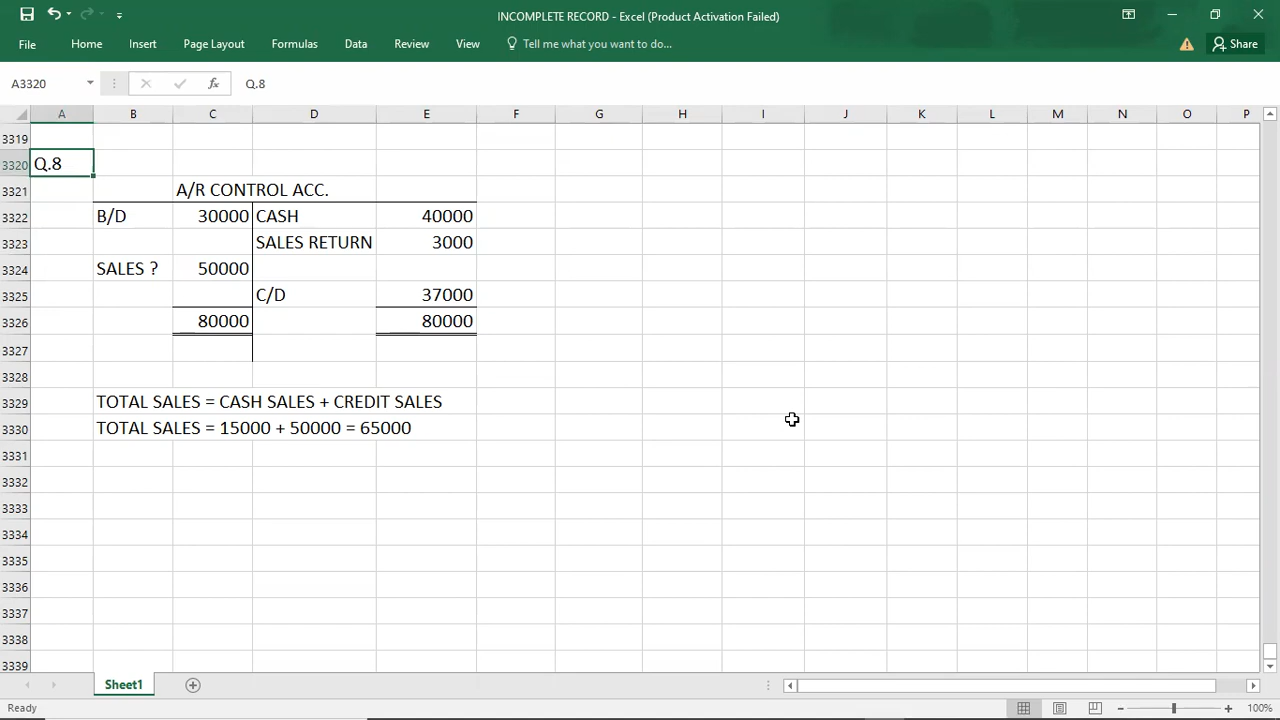 INCOMPLETE RECORD - Excel (Product Activation Failed)
File Home Insert Page Layout Formulas Data Review View Tell me what you want to do... Share
A3320 fx Q.8
A B C D E F G H I J K L M N O P
3319
3320 Q.8
3321 A/R CONTROL ACC.
3322 B/D 30000 CASH 40000
3323 SALES RETURN 3000
3324 SALES ? 50000
3325 C/D 37000
3326 80000 80000
3327
3328
3329 TOTAL SALES = CASH SALES + CREDIT SALES
3330 TOTAL SALES = 15000 + 50000 = 65000
3331
3332
3333
3334
3335
3336
3337
3338
3339
Sheet1
Ready 100%